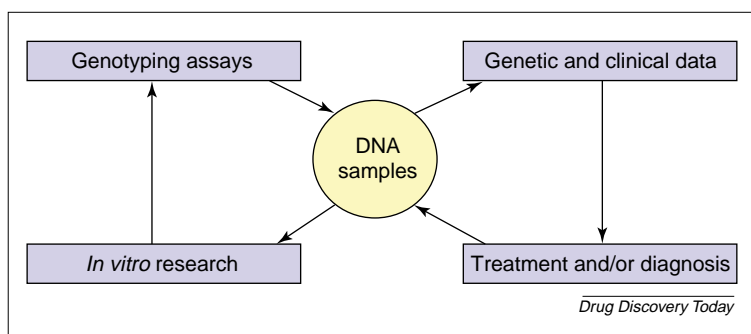 Genotyping assays
Genetic and clinical data
DNA
samples
In vitro research
Treatment and/or diagnosis
Drug Discovery Today